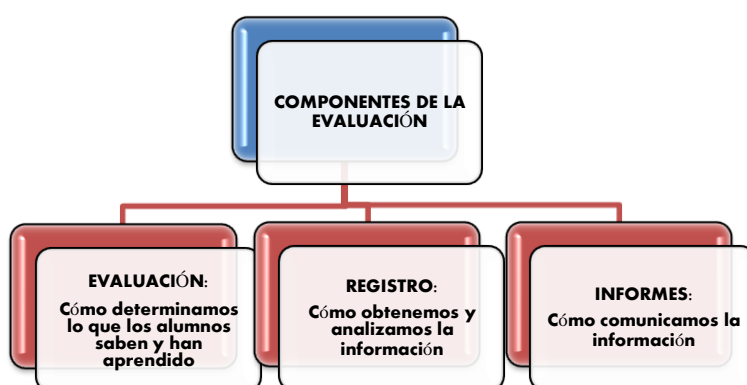 COMPONENTES DE LA
EVALUACIÓN
EVALUACIÓN:
Cómo determinamos
lo que los alumnos
saben y han
aprendido
REGISTRO:
Cómo obtenemos y
analizamos la
información
INFORMES:
Cómo comunicamos la
información